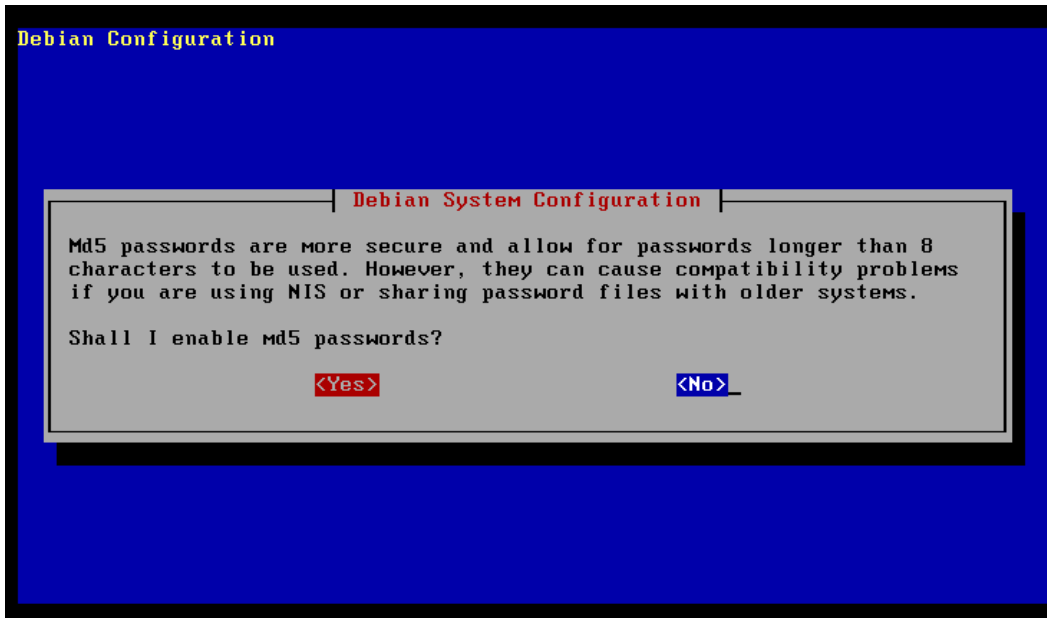 Debian Configuration
Debian System Configuration
Md5 passwords are more secure and allow for passwords longer than 8
characters to be used. However, they can cause compatibility problems
if you are using NIS or sharing password files with older systems.
Shall I enable md5 passwords?
<Yes> <No>